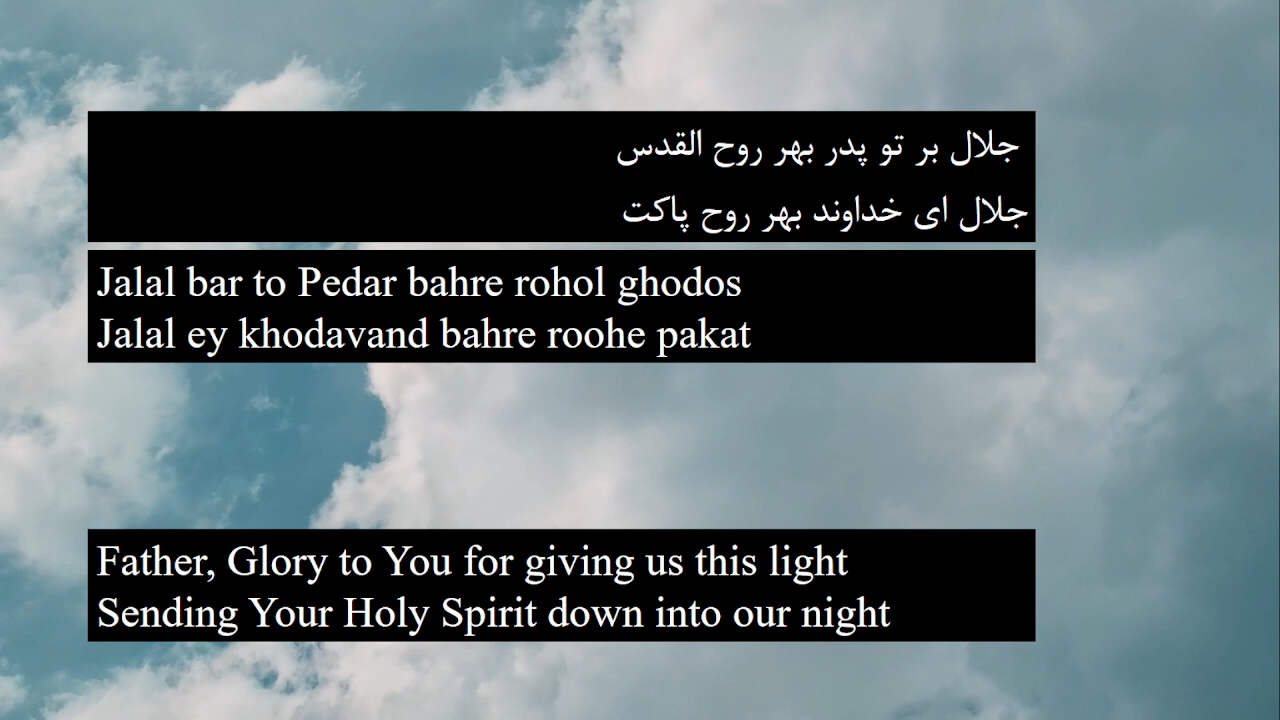 جلال بر تو پدر بهر روح القدس
جلال ای خداوند بهر روح پاکت
Jalal bar to Pedar bahre rohol ghodos
Jalal ey khodavand bahre roohe pakat
Father, Glory to You for giving us this light
Sending Your Holy Spirit down into our night